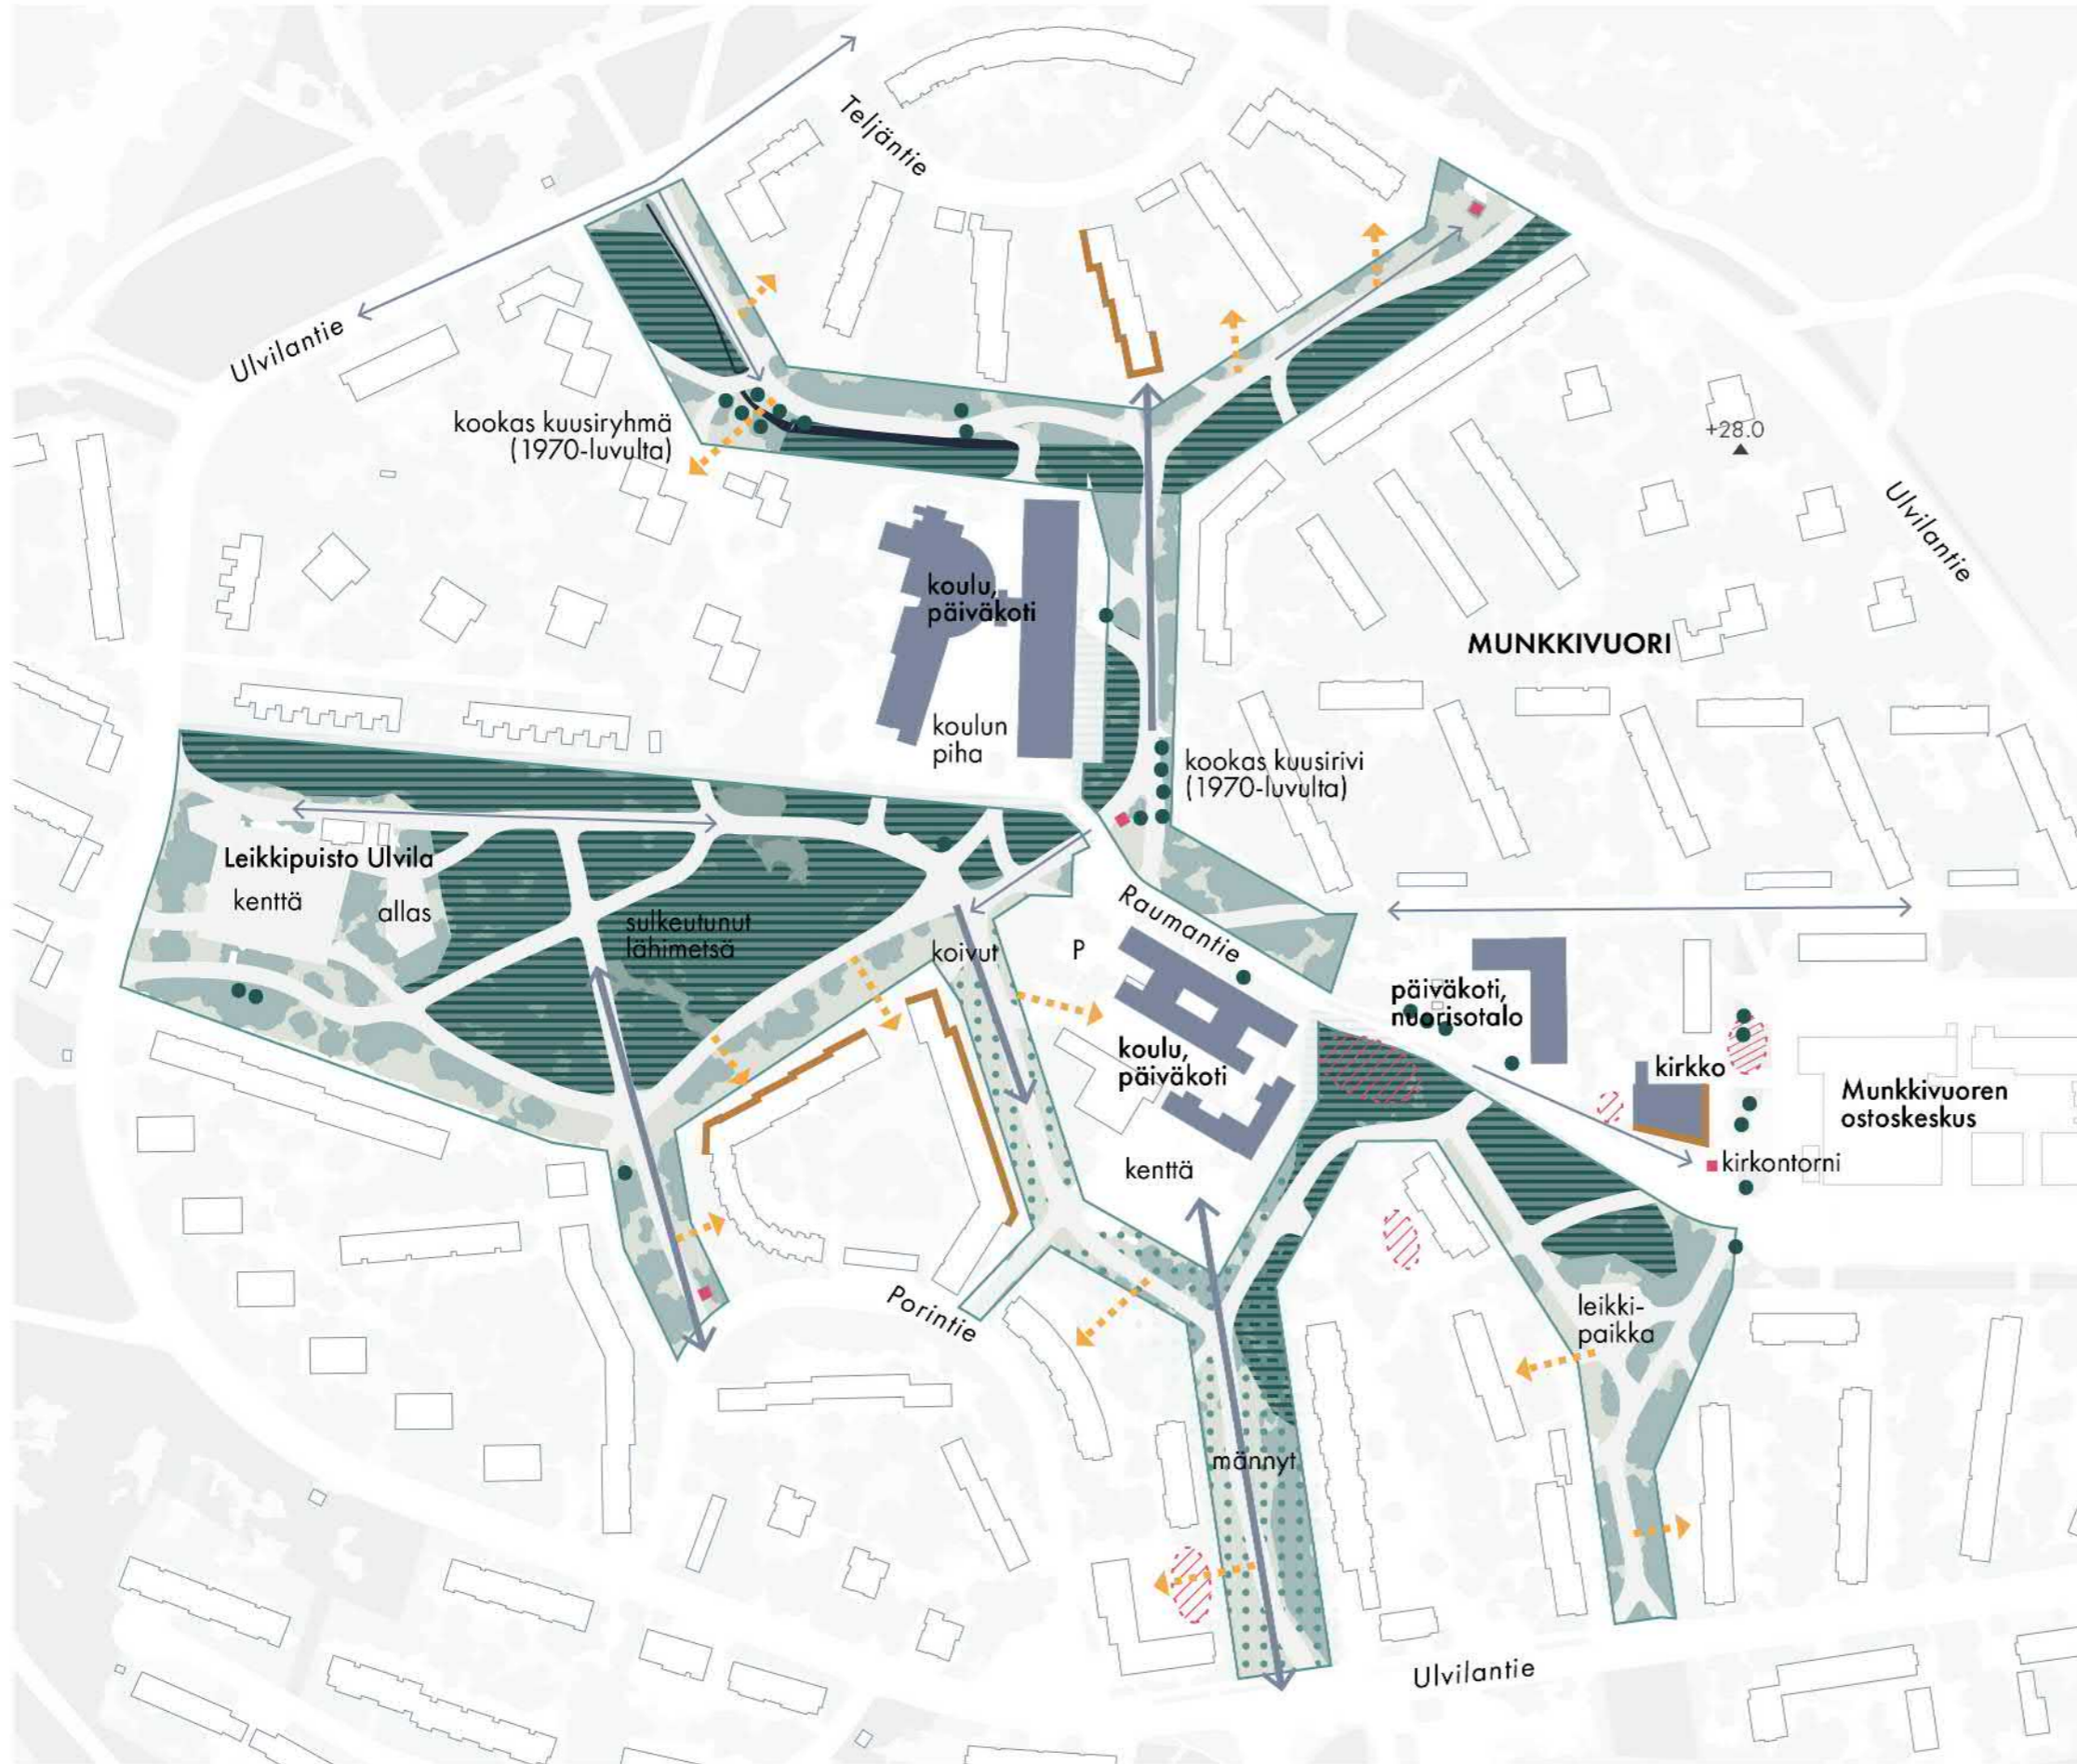 Teljäntie
Ulvilantie
kookas kuusiryhmä
(1970-luvulta)
+28.0
Ulvilantie
koulu,
päiväkoti
MUNKKIVUORI
koulun
piha
kookas kuusirivi
(1970-luvulta)
Leikkipuisto Ulvila
kenttä
allas
sulkeutunut
lähimetsä
koivut
P
Raumantie
päiväkoti,
nuorisotalo
koulu,
päiväkoti
kirkko
Munkkivuoren
ostoskeskus
kenttä
kirkontorni
Porintie
leikki-
paikka
männyt
Ulvilantie